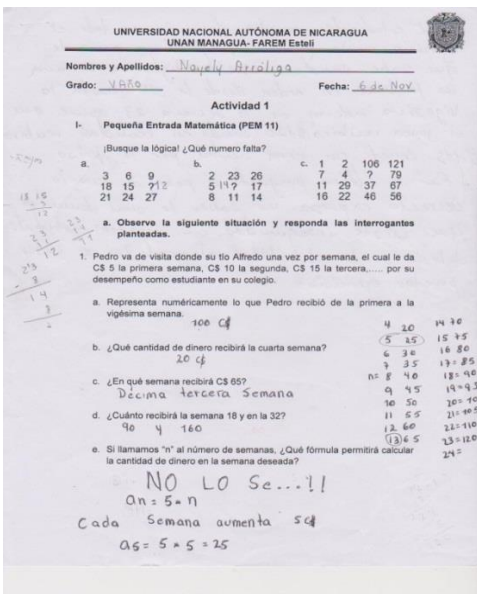 UNIVERSIDAD NACIONAL AUTÓNOMA DE NICARAGUA
UNAN MANAGUA- FAREM Estelí
Nombres y Apellidos: Nayely Arróliga
Grado: V Año Fecha: 6 de Nov
Actividad 1
I- Pequeña Entrada Matemática (PEM 11)
¡Busque la lógica! ¿Qué numero falta?
a. b. c. 1 2 106 121
3 6 9 2 23 26 7 4 ? 79
18 15 ?12 5 14? 17 11 29 37 67
21 24 27 8 11 14 16 22 46 56
a. Observe la siguiente situación y responda las interrogantes
planteadas.
1. Pedro va de visita donde su tío Alfredo una vez por semana, el cual le da
C$ 5 la primera semana, C$ 10 la segunda, C$ 15 la tercera,..... por su
desempeño como estudiante en su colegio.
a. Representa numéricamente lo que Pedro recibió de la primera a la
vigésima semana.
100 C$
b. ¿Qué cantidad de dinero recibirá la cuarta semana?
20 C$
c. ¿En qué semana recibirá C$ 65?
Décima tercera Semana
d. ¿Cuánto recibirá la semana 18 y en la 32?
90 y 160
e. Si llamamos "n" al número de semanas, ¿Qué fórmula permitirá calcular
la cantidad de dinero en la semana deseada?
NO LO Se...!!
an = 5 * n
Cada Semana aumenta 5C$
a5 = 5 * 5 = 25
4 20
5 25
6 30
7 35
n= 8 40
9 45
10 50
11 55
12 60
13 65
14 70
15 75
16 80
17 = 85
18 = 90
19 = 95
20 = 10
21 = 105
22 = 110
23 = 120
24 =